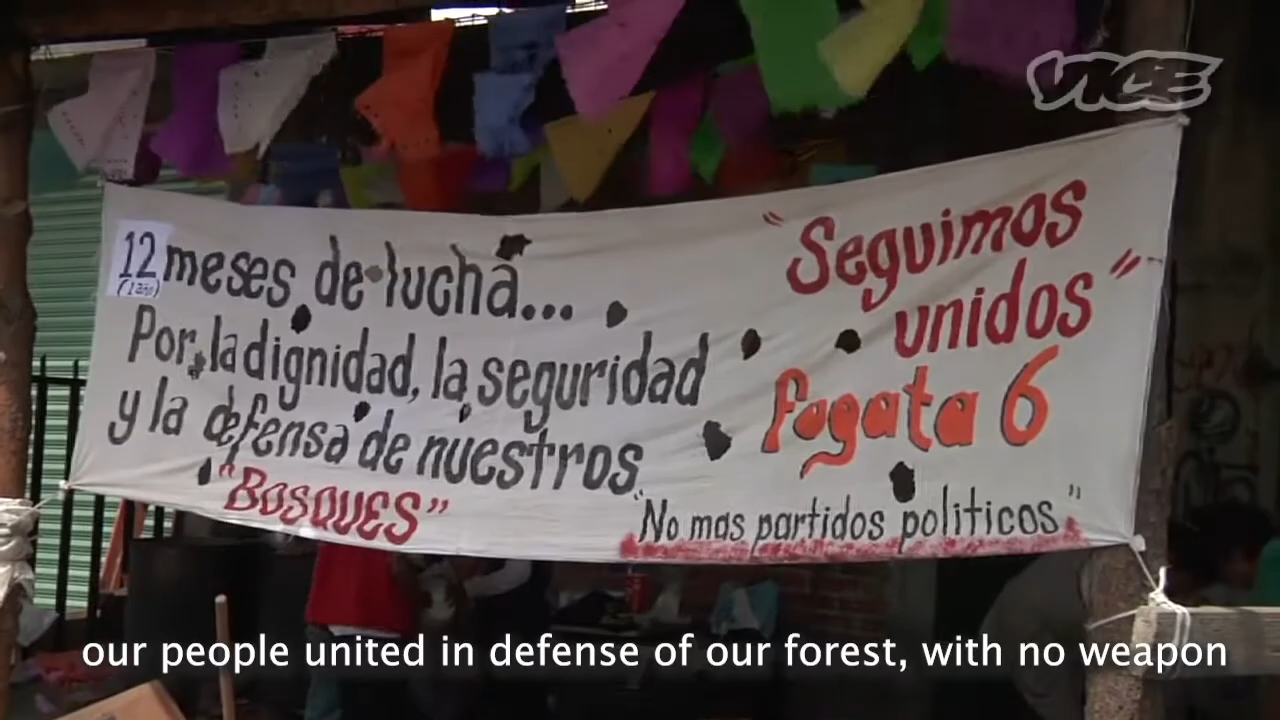 VICE
12 meses de lucha...
(1 año)
Por la dignidad, la seguridad
y la defensa de nuestros
"BOSQUES"
"Seguimos
unidos"
fogata 6
"No mas partidos politicos"
our people united in defense of our forest, with no weapon